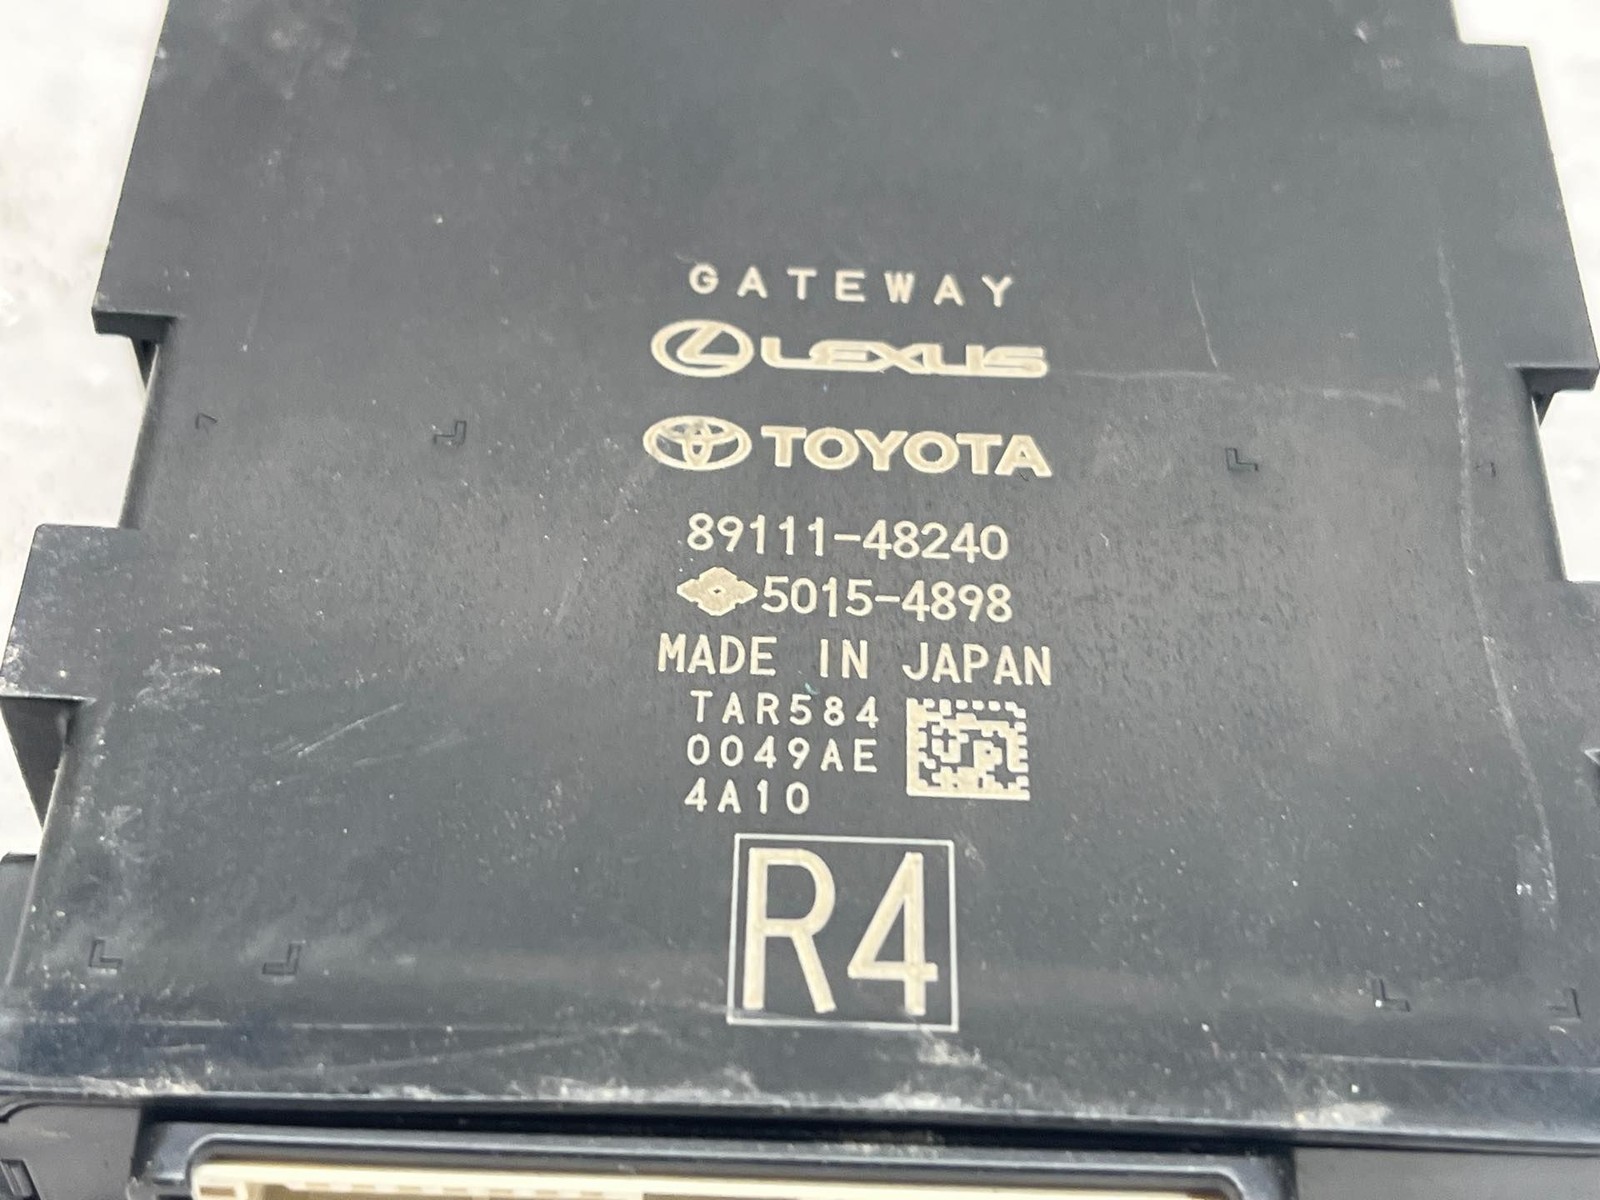 GATEWAY
LEXUS
TOYOTA
89111-48240
5015-4898
MADE IN JAPAN
TAR584
0049AE
4A10
R4